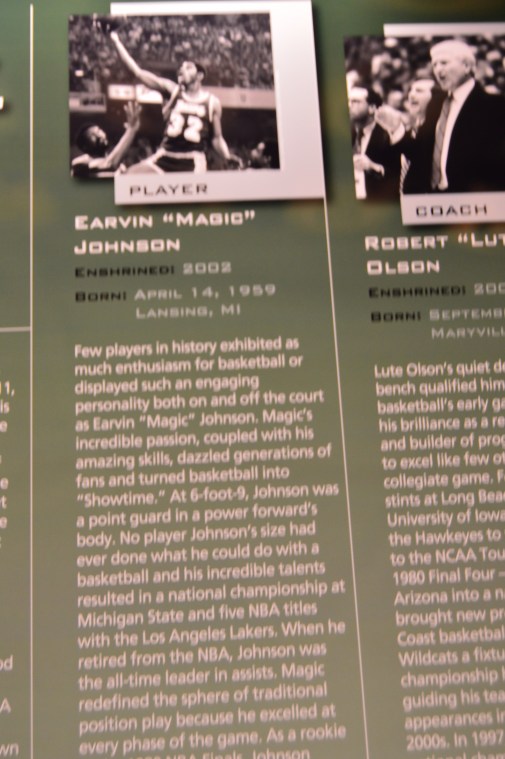 PLAYER
EARVIN "MAGIC"
JOHNSON
ENSHRINED: 2002
BORN: APRIL 14, 1959
LANSING, MI
Few players in history exhibited as
much enthusiasm for basketball or
displayed such an engaging
personality both on and off the court
as Earvin "Magic" Johnson. Magic's
incredible passion, coupled with his
amazing skills, dazzled generations of
fans and turned basketball into
"Showtime." At 6-foot-9, Johnson was
a point guard in a power forward's
body. No player Johnson's size had
ever done what he could do with a
basketball and his incredible talents
resulted in a national championship at
Michigan State and five NBA titles
with the Los Angeles Lakers. When he
retired from the NBA, Johnson was
the all-time leader in assists. Magic
redefined the sphere of traditional
position play because he excelled at
every phase of the game. As a rookie
NBA Finals, Johnson
COACH
ROBERT "LUT
OLSON
ENSHRINED: 200
BORN: SEPTEMB
MARYVILL
Lute Olson's quiet de
bench qualified him
basketball's early ga
his brilliance as a re
and builder of prog
to excel like few ot
collegiate game. F
stints at Long Bea
University of Iowa
the Hawkeyes to
to the NCAA Tou
1980 Final Four –
Arizona into a n
brought new pr
Coast basketbal
Wildcats a fixtu
championship
guiding his tea
appearances in
2000s. In 1997